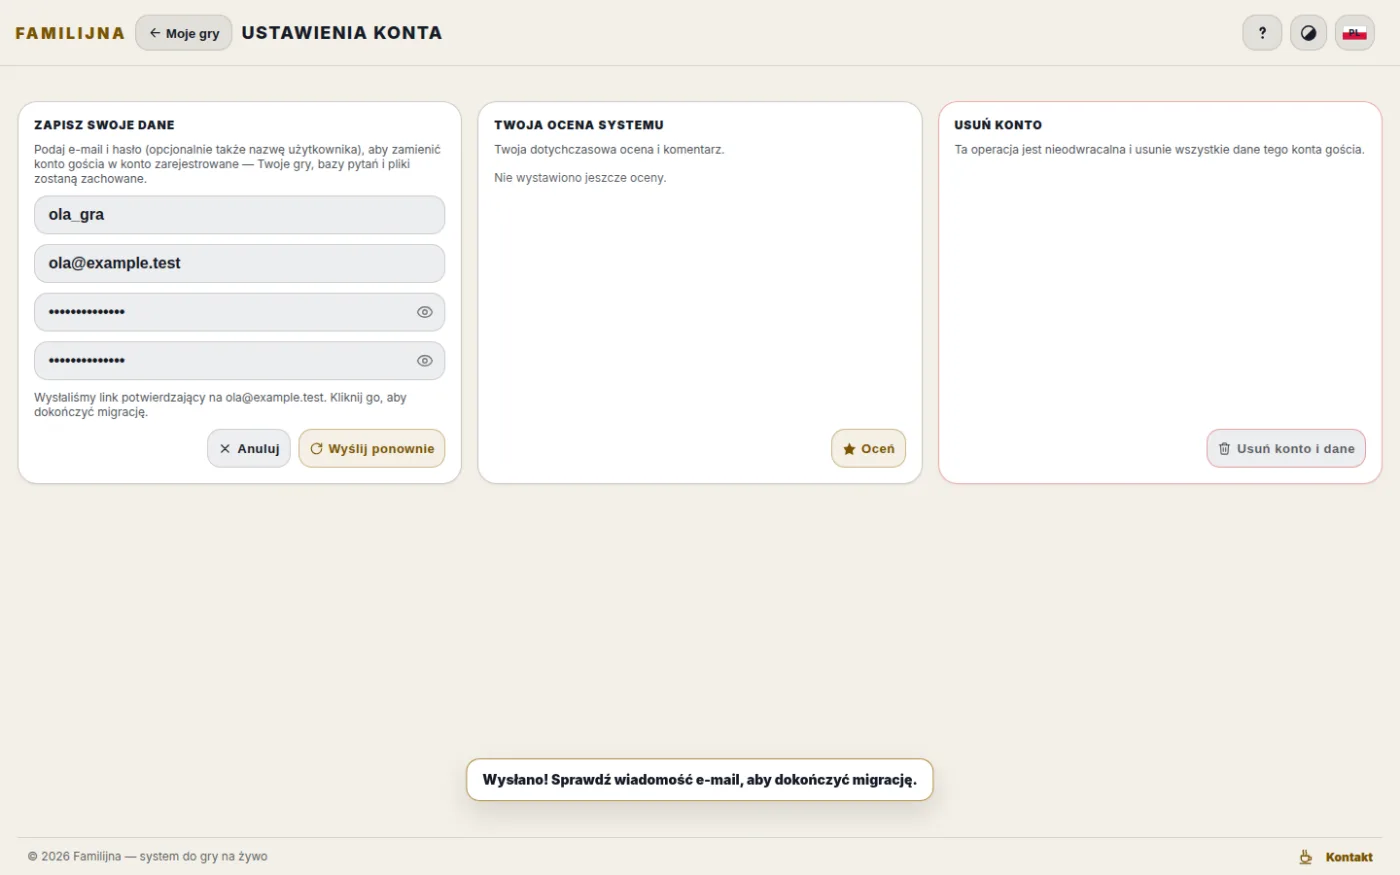 FAMILIJNA
Moje gry
USTAWIENIA KONTA
?
PL
ZAPISZ SWOJE DANE
Podaj e-mail i hasło (opcjonalnie także nazwę użytkownika), aby zamienić
konto gościa w konto zarejestrowane — Twoje gry, bazy pytań i pliki
zostaną zachowane.
ola_gra
ola@example.test
••••••••••••••
••••••••••••••
Wysłaliśmy link potwierdzający na ola@example.test. Kliknij go, aby
dokończyć migrację.
Anuluj
Wyślij ponownie
TWOJA OCENA SYSTEMU
Twoja dotychczasowa ocena i komentarz.
Nie wystawiono jeszcze oceny.
Oceń
USUŃ KONTO
Ta operacja jest nieodwracalna i usunie wszystkie dane tego konta gościa.
Usuń konto i dane
Wysłano! Sprawdź wiadomość e-mail, aby dokończyć migrację.
© 2026 Familijna — system do gry na żywo
Kontakt